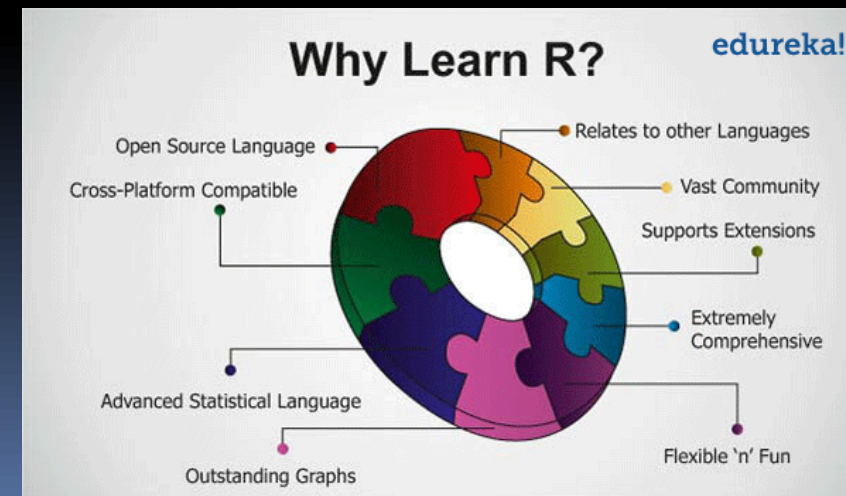 Why Learn R?
edureka!
Open Source Language
Relates to other Languages
Cross-Platform Compatible
Vast Community
Supports Extensions
Extremely
Comprehensive
Advanced Statistical Language
Flexible ‘n’ Fun
Outstanding Graphs